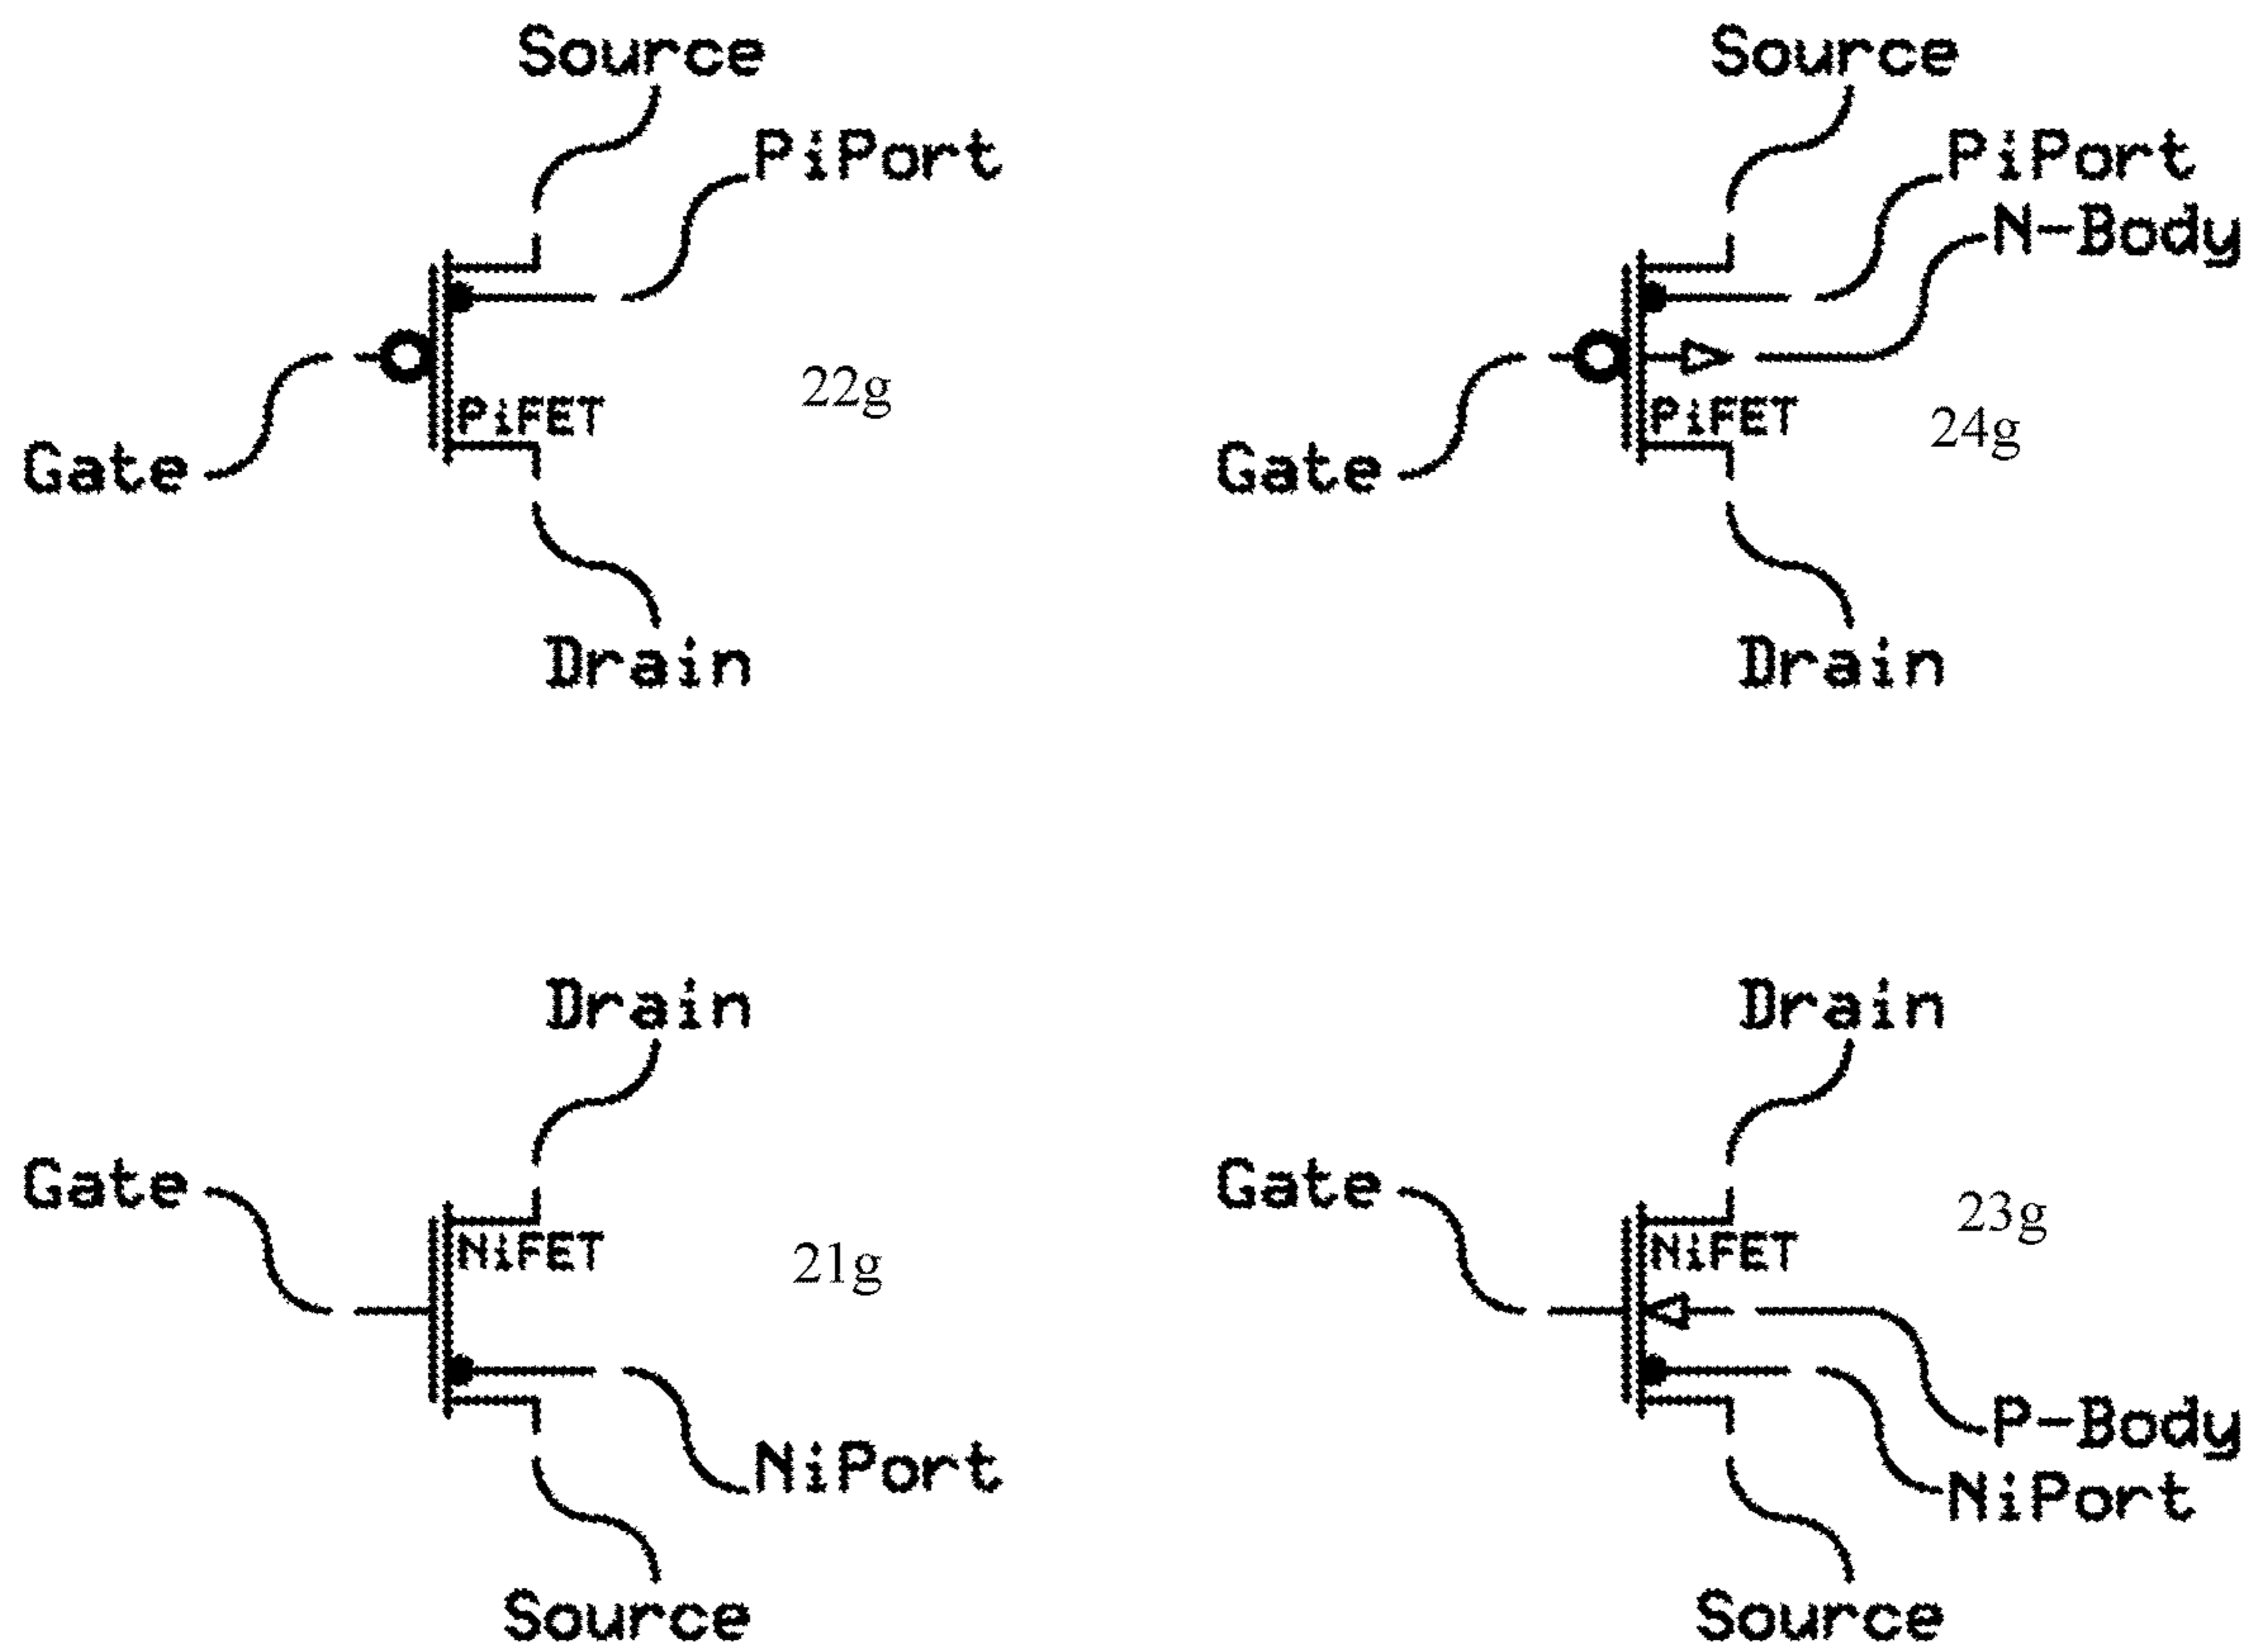 Source
PiPort
Gate
PiFET
22g
Drain
Source
PiPort
N-Body
Gate
PiFET
24g
Drain
Drain
Gate
NiFET
21g
NiPort
Source
Drain
Gate
NiFET
23g
P-Body
NiPort
Source